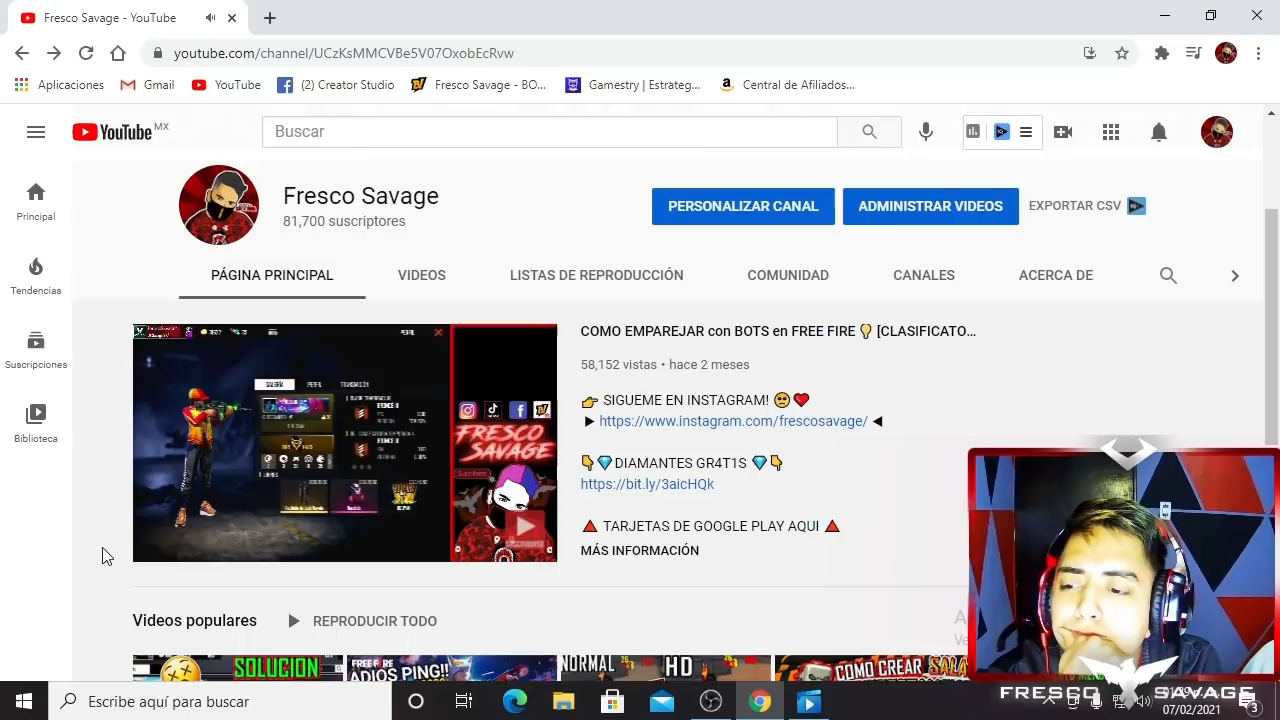 Fresco Savage - YouTube
youtube.com/channel/UCzKsMMCVBe5V07OxobEcRvw
Aplicaciones
Gmail
YouTube
(2) Creator Studio
Fresco Savage - BO...
Gamestry | Estrateg...
Central de Afiliados...
YouTube MX
Buscar
Principal
Tendencias
Suscripciones
Biblioteca
Fresco Savage
81,700 suscriptores
PERSONALIZAR CANAL
ADMINISTRAR VIDEOS
EXPORTAR CSV
PÁGINA PRINCIPAL
VIDEOS
LISTAS DE REPRODUCCIÓN
COMUNIDAD
CANALES
ACERCA DE
PERFIL
GALERÍA
PERFIL
FRESCO
SAVAGE
SUSCRIBASE
COMO EMPAREJAR con BOTS en FREE FIRE 💡 [CLASIFICATO…
58,152 vistas • hace 2 meses
👉 SIGUEME EN INSTAGRAM! 🥺❤
▶ https://www.instagram.com/frescosavage/ ◀
👇💎DIAMANTES GR4T1S 💎👇
https://bit.ly/3aicHQk
🔺 TARJETAS DE GOOGLE PLAY AQUI 🔺
MÁS INFORMACIÓN
Videos populares
REPRODUCIR TODO
SOLUCION
FREE FIRE
ADIOS PING!!
NORMAL
HD
COMO CREAR SALA
FRESCO SAVAGE
Escribe aquí para buscar
07/02/2021
3